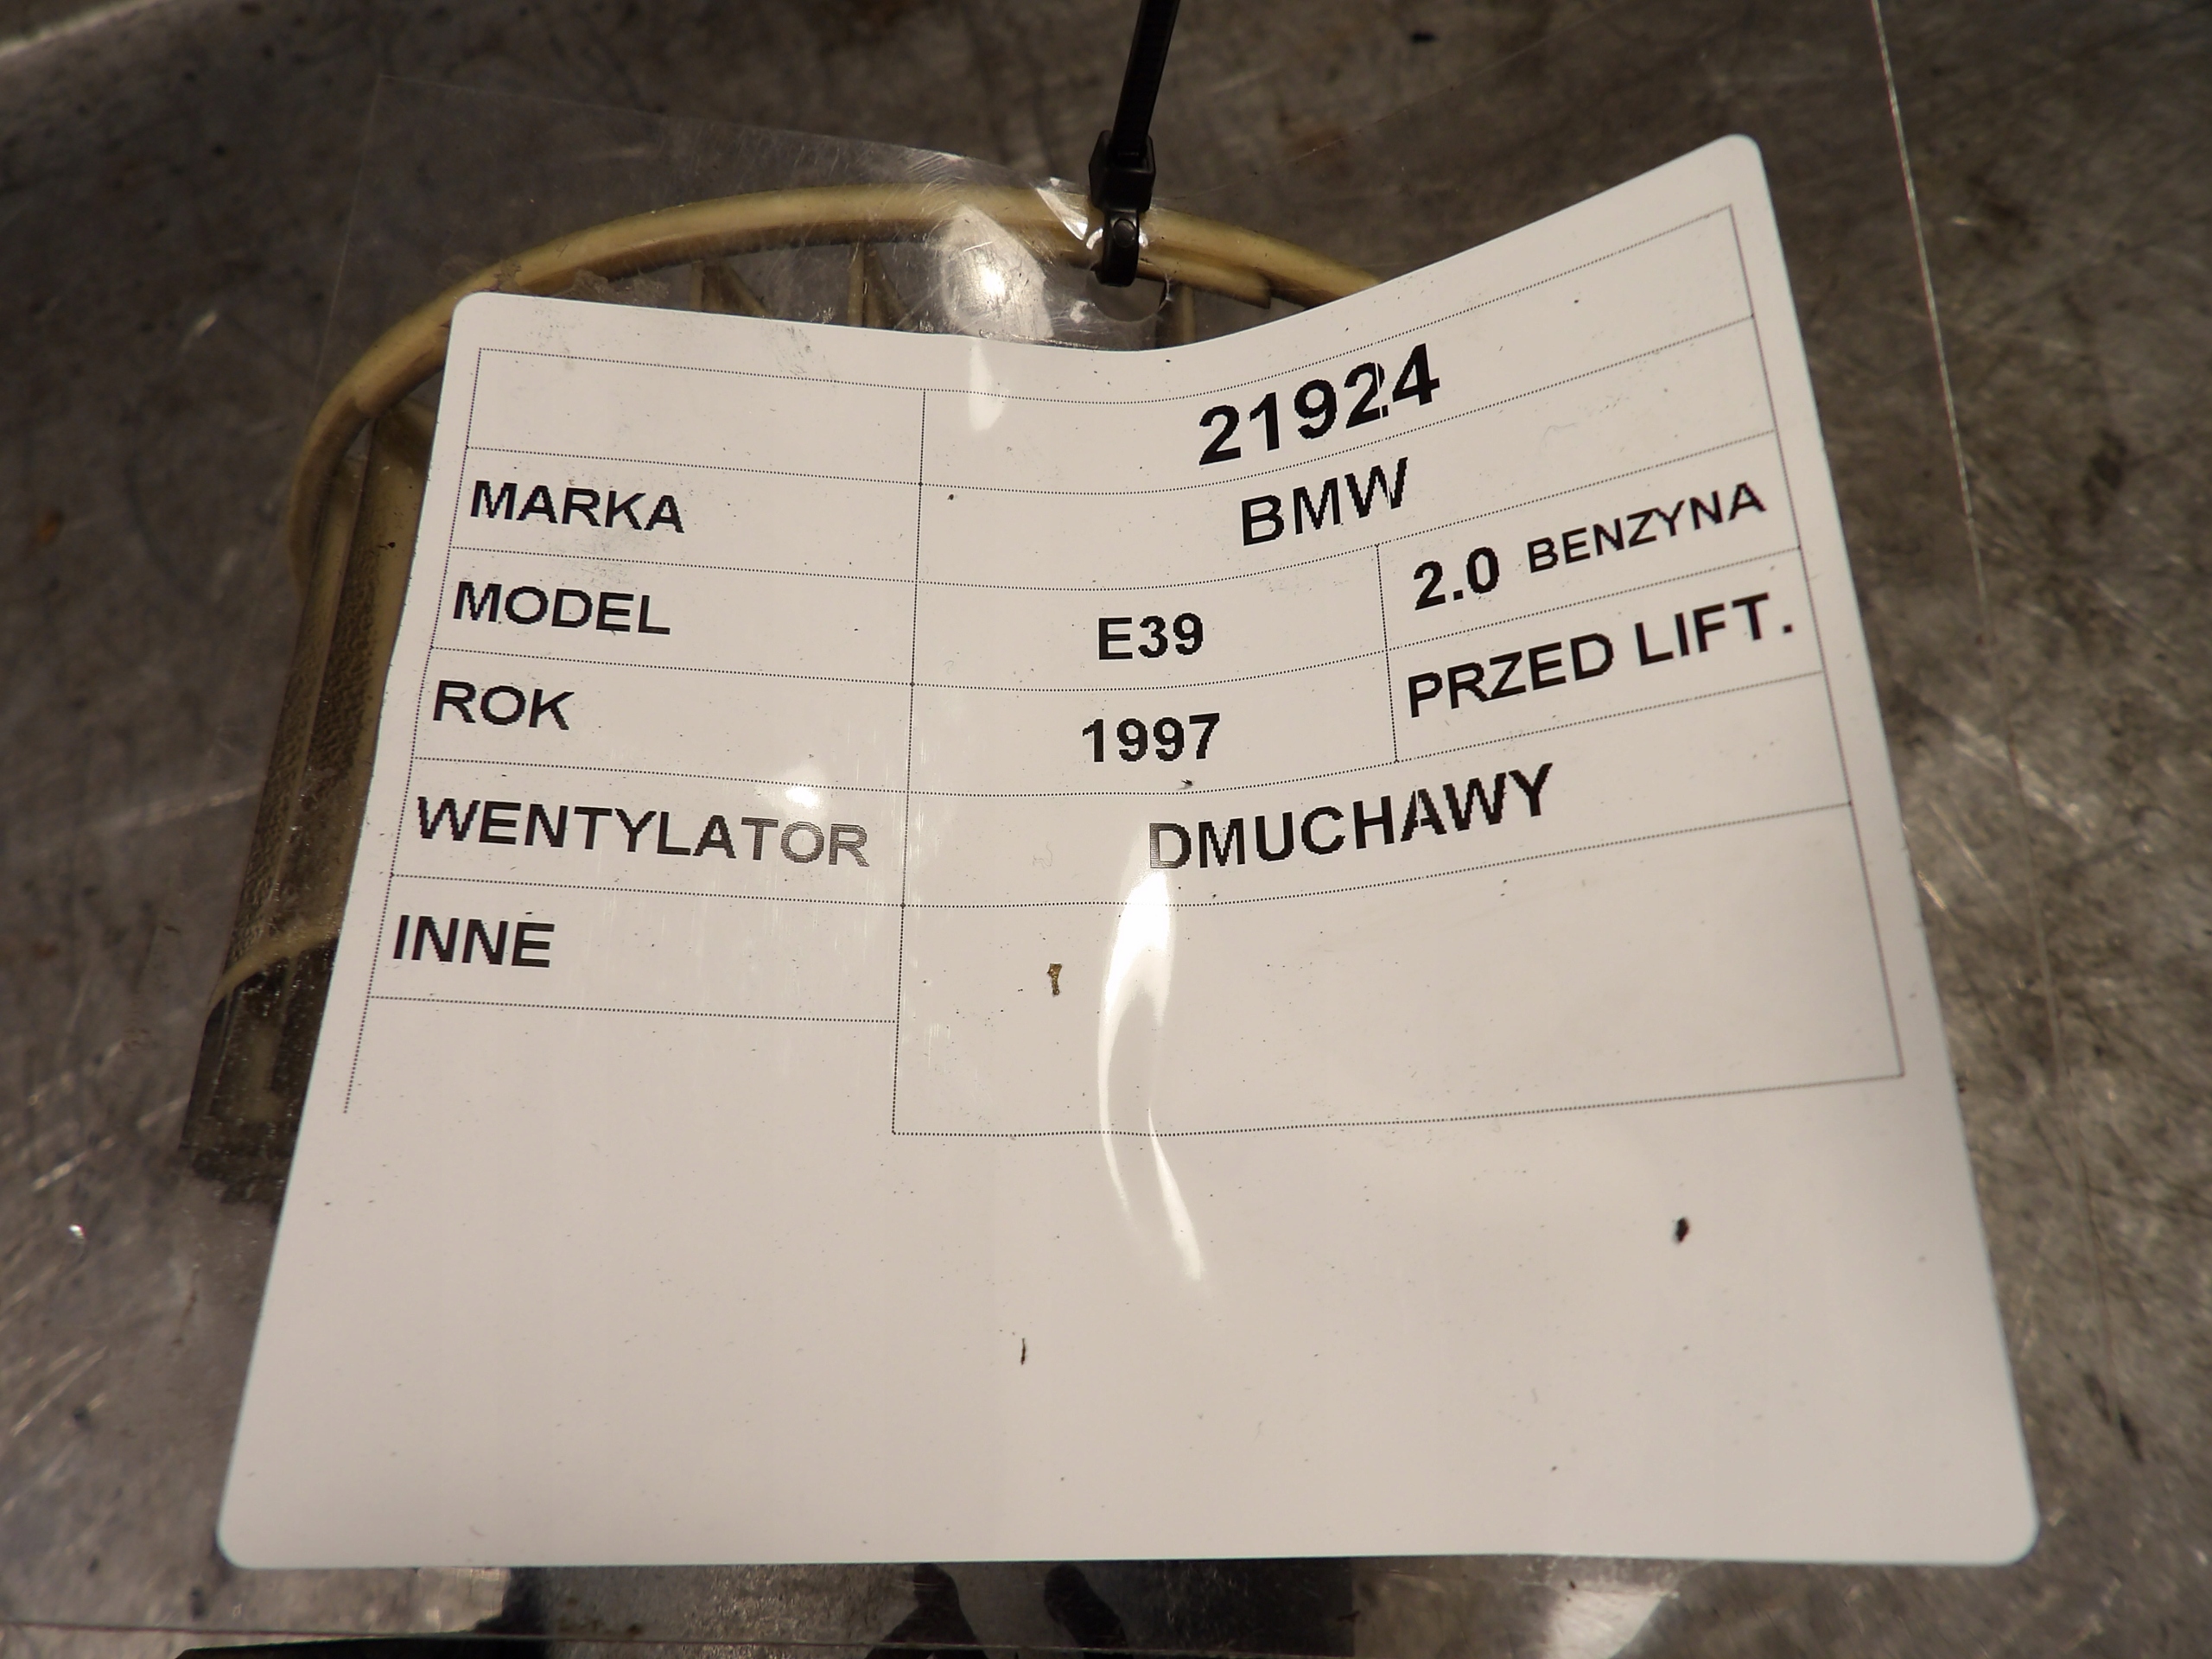 21924
MARKA BMW
MODEL E39 2.0 BENZYNA
ROK 1997 PRZED LIFT.
WENTYLATOR DMUCHAWY
INNE